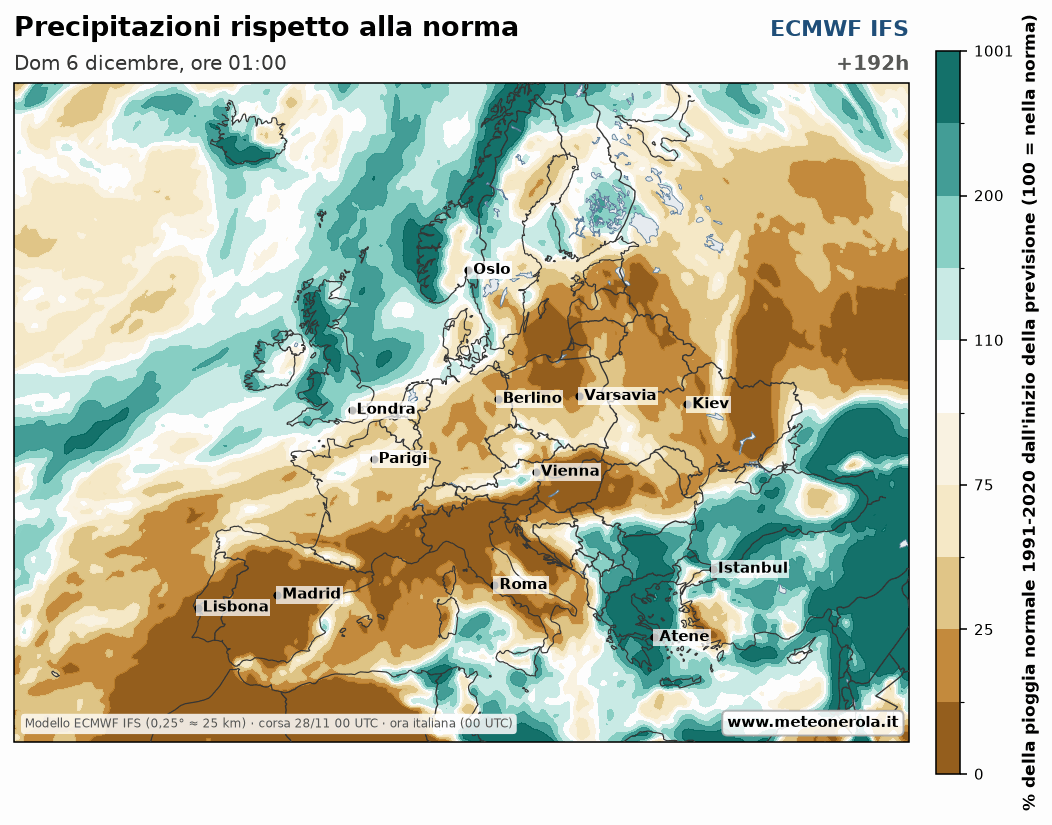 Precipitazioni rispetto alla norma
ECMWF IFS
Dom 6 dicembre, ore 01:00
+192h
Oslo
Londra
Berlino
Varsavia
Kiev
Parigi
Vienna
Istanbul
Roma
Madrid
Lisbona
Atene
Modello ECMWF IFS (0,25° ≈ 25 km) · corsa 28/11 00 UTC · ora italiana (00 UTC)
www.meteonerola.it
1001
200
110
75
25
0
% della pioggia normale 1991-2020 dall'inizio della previsione (100 = nella norma)